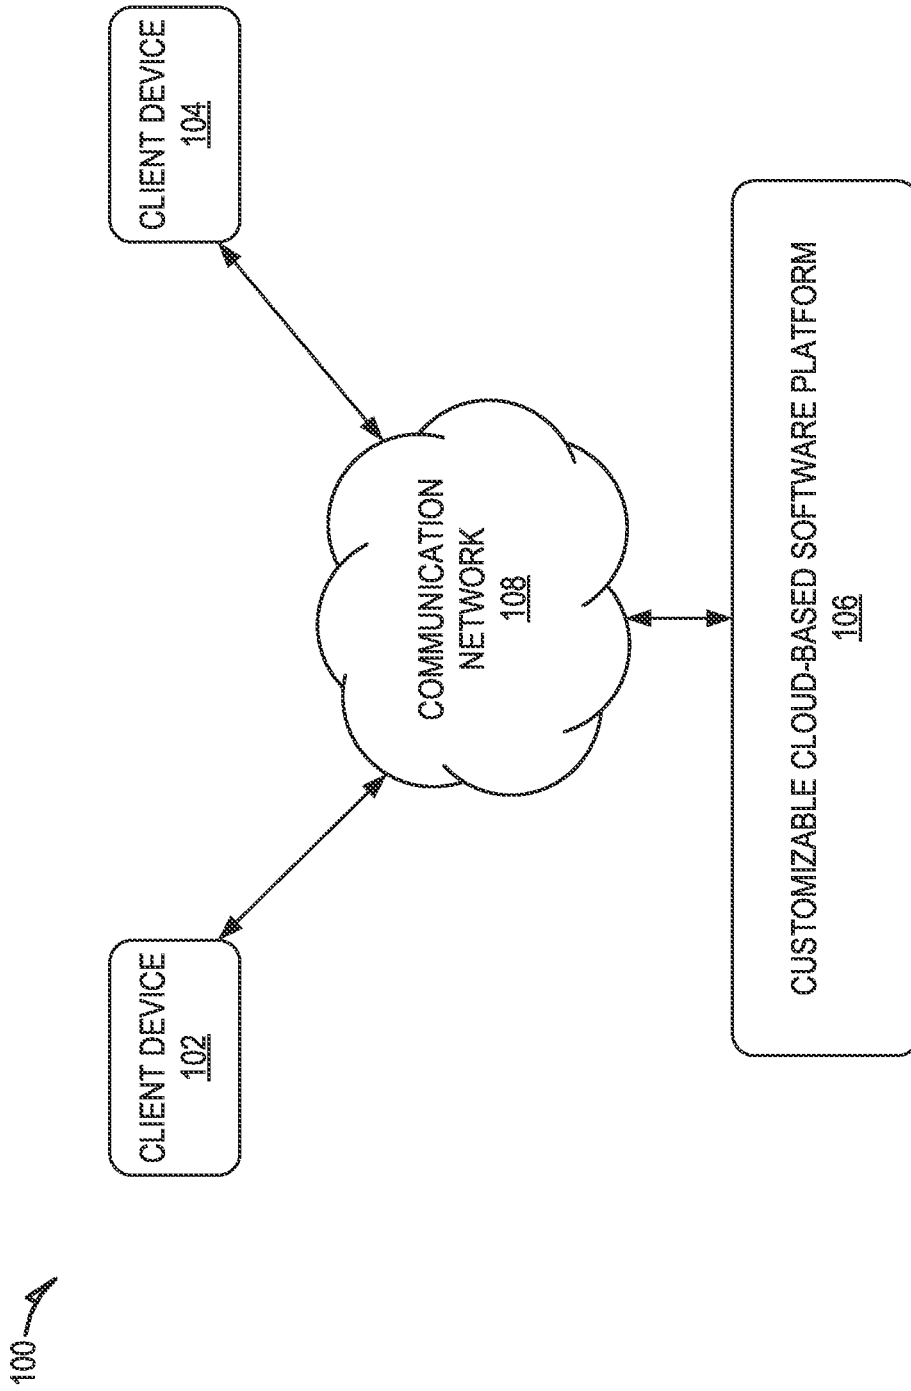 100
CLIENT DEVICE
102
CLIENT DEVICE
104
COMMUNICATION
NETWORK
108
CUSTOMIZABLE CLOUD-BASED SOFTWARE PLATFORM
106